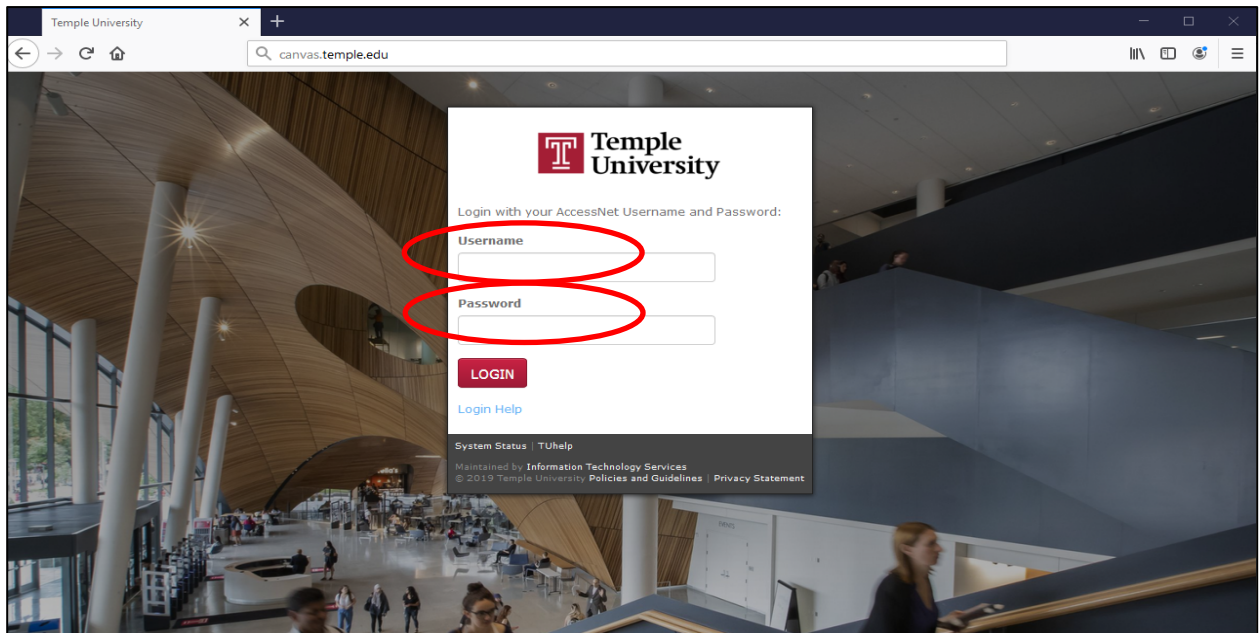 Temple University
canvas.temple.edu
Temple
University
Login with your AccessNet Username and Password:
Username
Password
LOGIN
Login Help
System Status | TUhelp
Maintained by Information Technology Services
© 2019 Temple University Policies and Guidelines | Privacy Statement